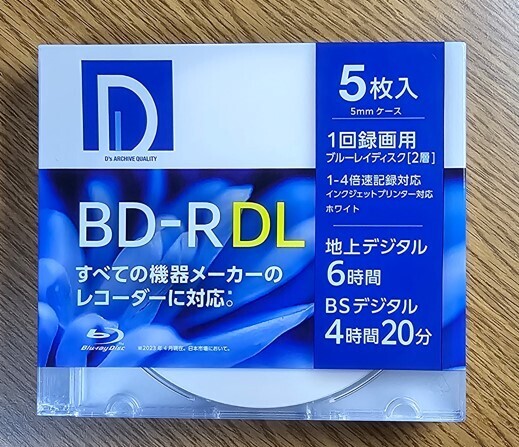 D
D's ARCHIVE QUALITY
BD-R DL
すべての機器メーカーの
レコーダーに対応。
Blu-ray Disc
※2023年4月現在。日本市場において。
5枚入
5mmケース
1回録画用
ブルーレイディスク[2層]
1-4倍速記録対応
インクジェットプリンター対応
ホワイト
地上デジタル
6時間
BSデジタル
4時間20分